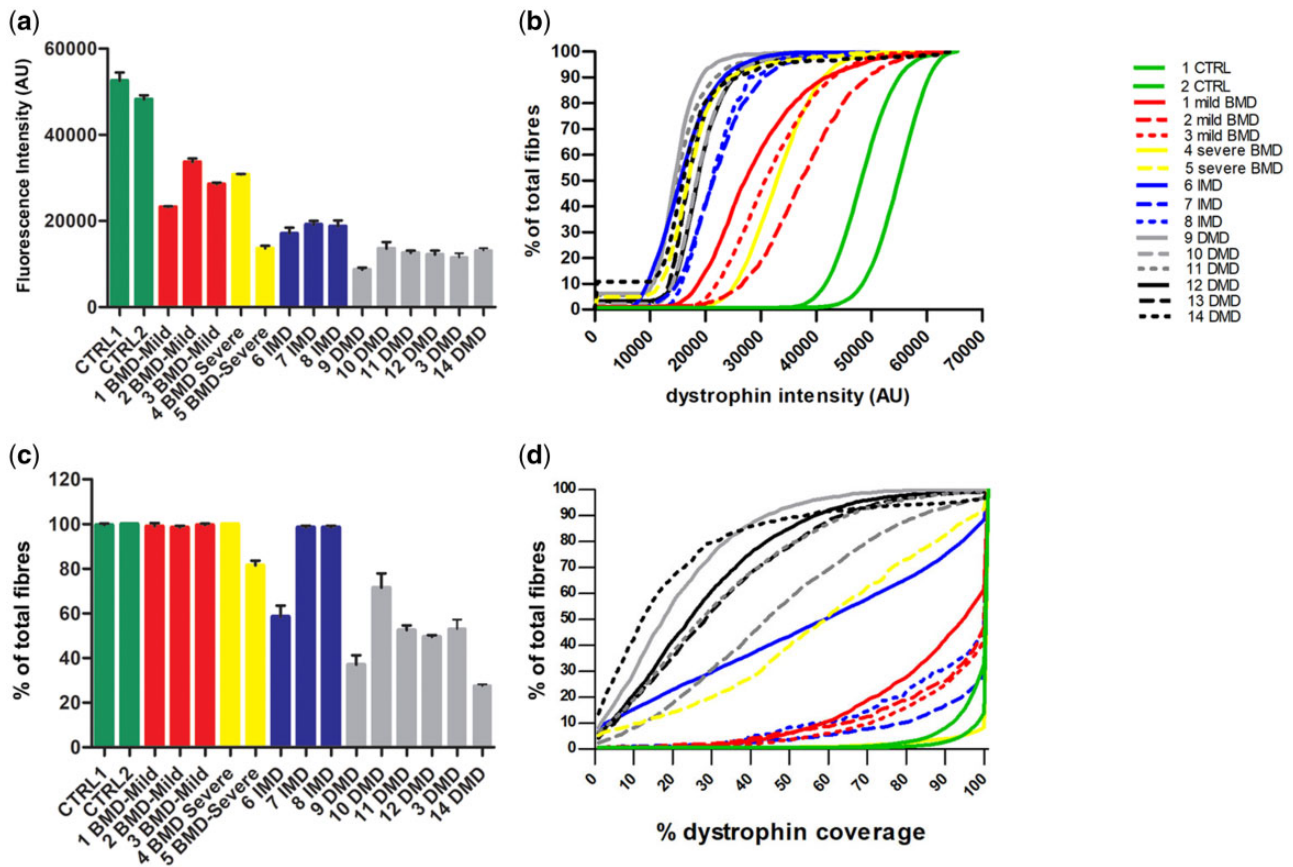 (a)
Fluorescence Intensity (AU)
60000
40000
20000
0
CTRL1
CTRL2
1 BMD-Mild
2 BMD-Mild
3 BMD-Mild
4 BMD Severe
5 BMD-Severe
6 IMD
7 IMD
8 IMD
9 DMD
10 DMD
11 DMD
12 DMD
3 DMD
14 DMD
(b)
% of total fibres
100
90
80
70
60
50
40
30
20
10
0
0
10000
20000
30000
40000
50000
60000
70000
dystrophin intensity (AU)
1 CTRL
2 CTRL
1 mild BMD
2 mild BMD
3 mild BMD
4 severe BMD
5 severe BMD
6 IMD
7 IMD
8 IMD
9 DMD
10 DMD
11 DMD
12 DMD
13 DMD
14 DMD
(c)
% of total fibres
120
100
80
60
40
20
0
CTRL1
CTRL2
1 BMD-Mild
2 BMD-Mild
3 BMD-Mild
4 BMD Severe
5 BMD-Severe
6 IMD
7 IMD
8 IMD
9 DMD
10 DMD
11 DMD
12 DMD
3 DMD
14 DMD
(d)
% of total fibres
100
90
80
70
60
50
40
30
20
10
0
0
10
20
30
40
50
60
70
80
90
100
% dystrophin coverage